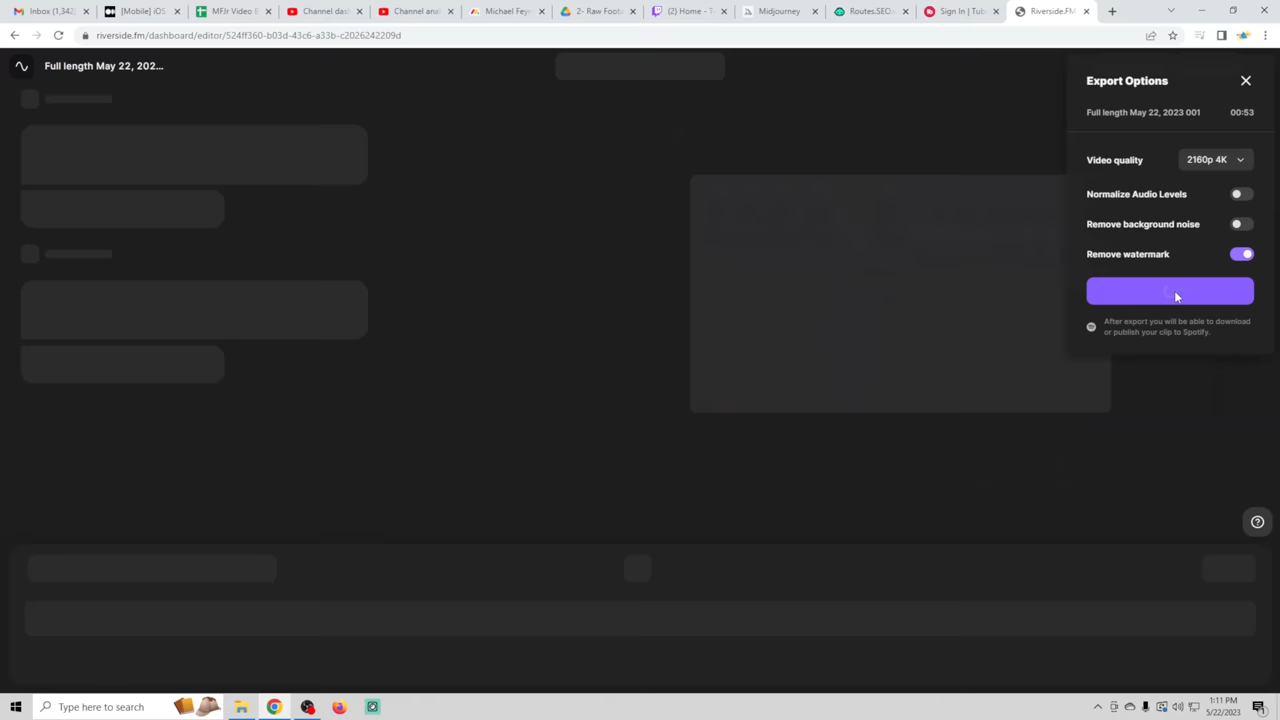 Inbox (1,342)
[Mobile] iOS
MFJr Video E
Channel dash
Channel anal
Michael Feyr
2- Raw Foota
(2) Home - T
Midjourney
Routes.SEO
Sign In | Tub
Riverside.FM
riverside.fm/dashboard/editor/524ff360-b03d-43c6-a33b-c2026242209d
Full length May 22, 202...
Export Options
Full length May 22, 2023 001 00:53
Video quality 2160p 4K
Normalize Audio Levels
Remove background noise
Remove watermark
After export you will be able to download
or publish your clip to Spotify.
Type here to search
1:11 PM
5/22/2023